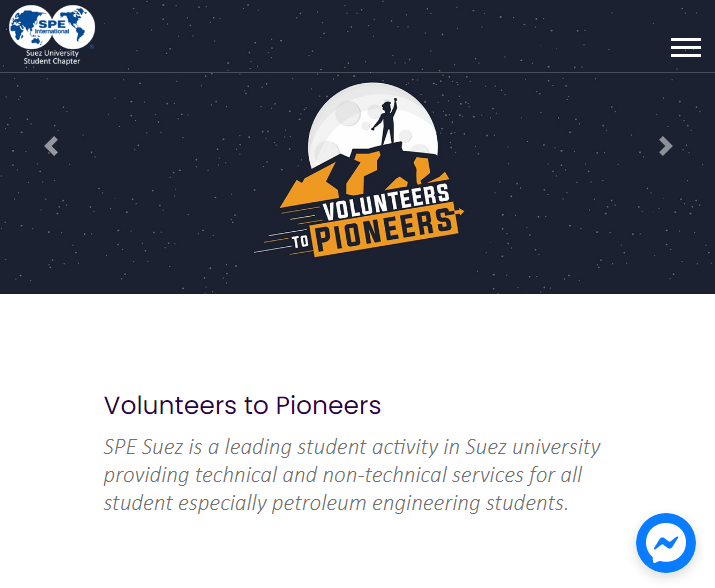 SPE
International
Suez University
Student Chapter
VOLUNTEERS
TO PIONEERS
Volunteers to Pioneers
SPE Suez is a leading student activity in Suez university
providing technical and non-technical services for all
student especially petroleum engineering students.